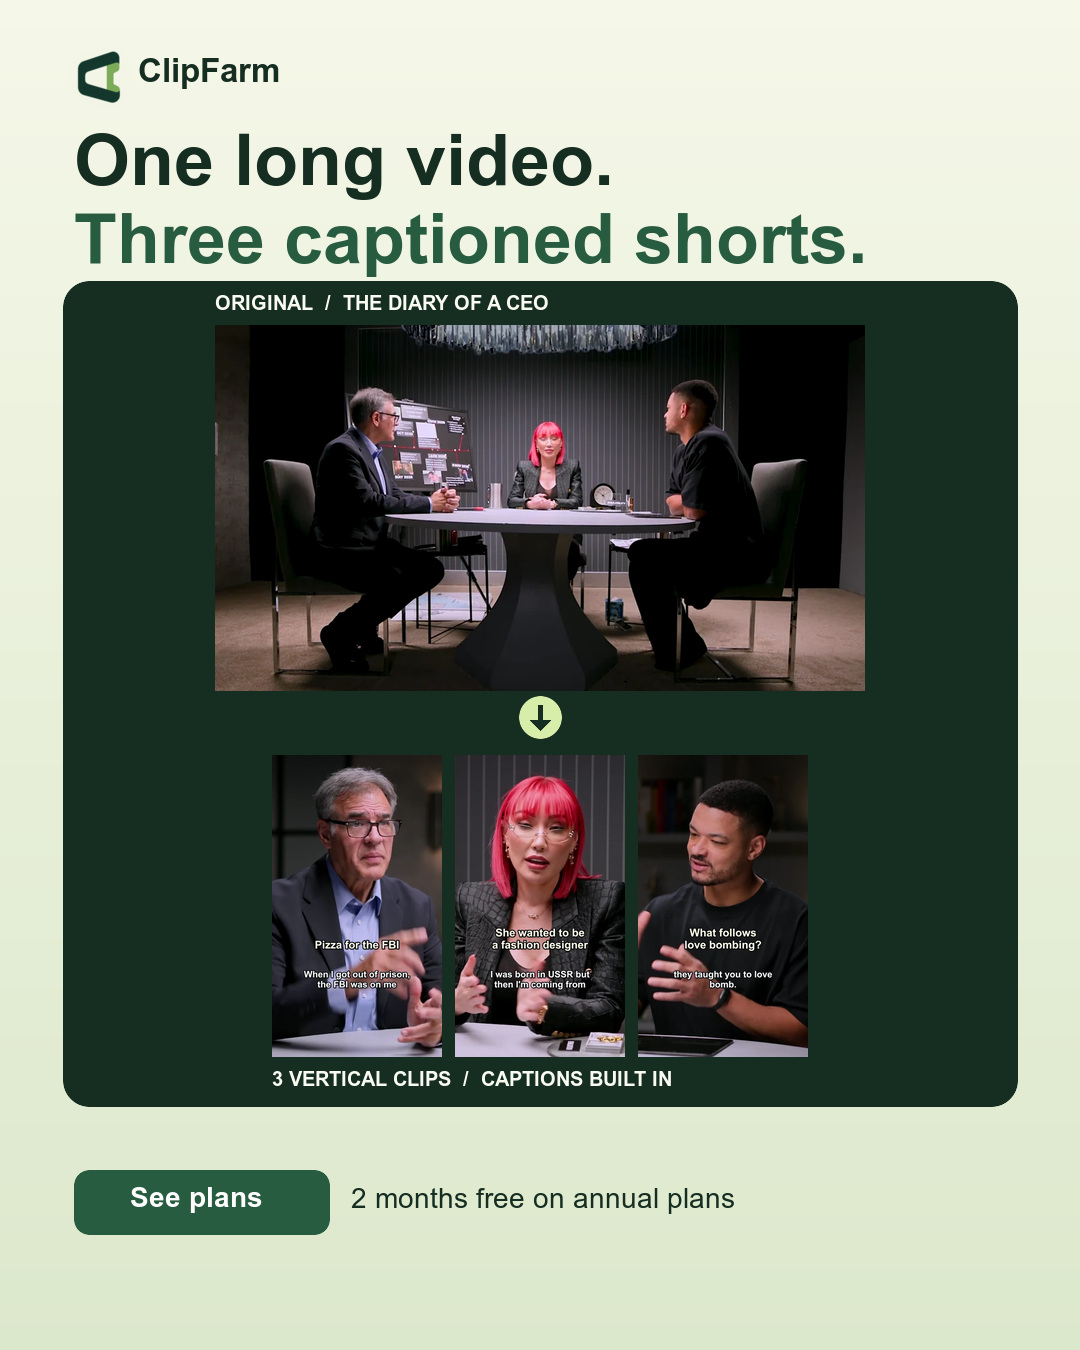 ClipFarm
One long video.
Three captioned shorts.
ORIGINAL / THE DIARY OF A CEO
Pizza for the FBI
When I got out of prison,
the FBI was on me
She wanted to be
a fashion designer
I was born in USSR but
then I'm coming from
What follows
love bombing?
they taught you to love
bomb.
3 VERTICAL CLIPS / CAPTIONS BUILT IN
See plans
2 months free on annual plans